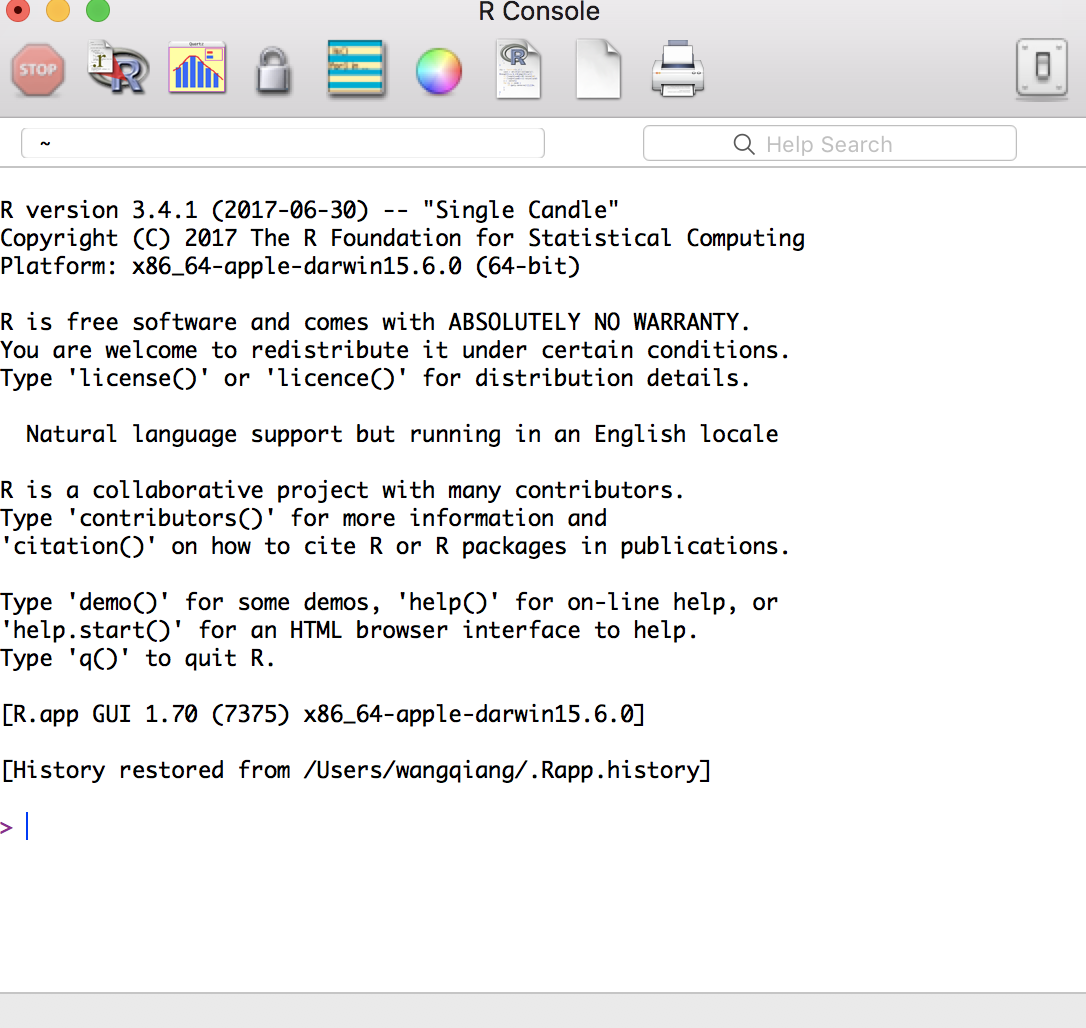 R Console
STOP
~
Help Search
R version 3.4.1 (2017-06-30) -- "Single Candle"
Copyright (C) 2017 The R Foundation for Statistical Computing
Platform: x86_64-apple-darwin15.6.0 (64-bit)
R is free software and comes with ABSOLUTELY NO WARRANTY.
You are welcome to redistribute it under certain conditions.
Type 'license()' or 'licence()' for distribution details.
Natural language support but running in an English locale
R is a collaborative project with many contributors.
Type 'contributors()' for more information and
'citation()' on how to cite R or R packages in publications.
Type 'demo()' for some demos, 'help()' for on-line help, or
'help.start()' for an HTML browser interface to help.
Type 'q()' to quit R.
[R.app GUI 1.70 (7375) x86_64-apple-darwin15.6.0]
[History restored from /Users/wangqiang/.Rapp.history]
>